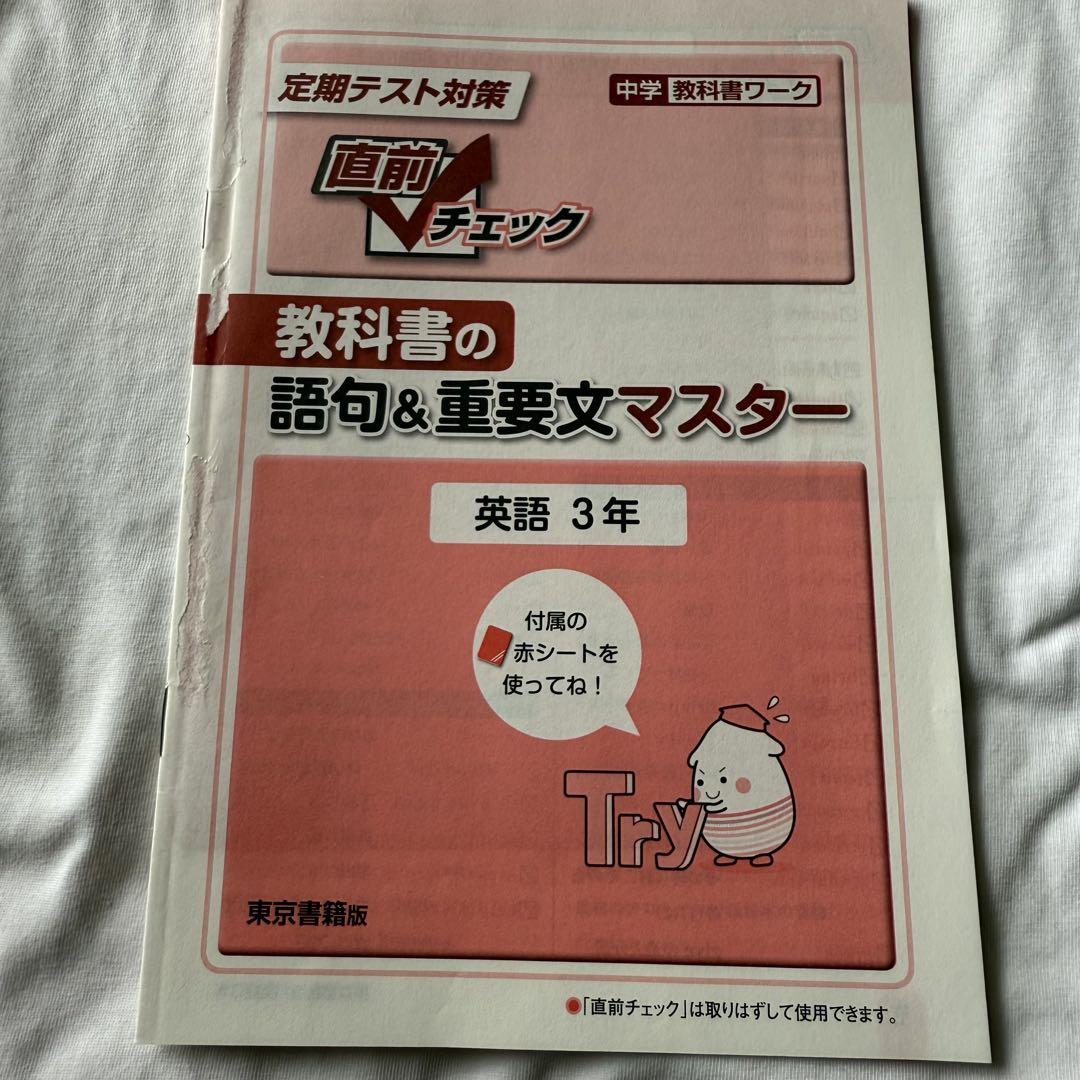 定期テスト対策
中学 教科書ワーク
直前
チェック
教科書の
語句&重要文マスター
英語 3年
付属の
赤シートを
使ってね!
Try
東京書籍版
●「直前チェック」は取りはずして使用できます。